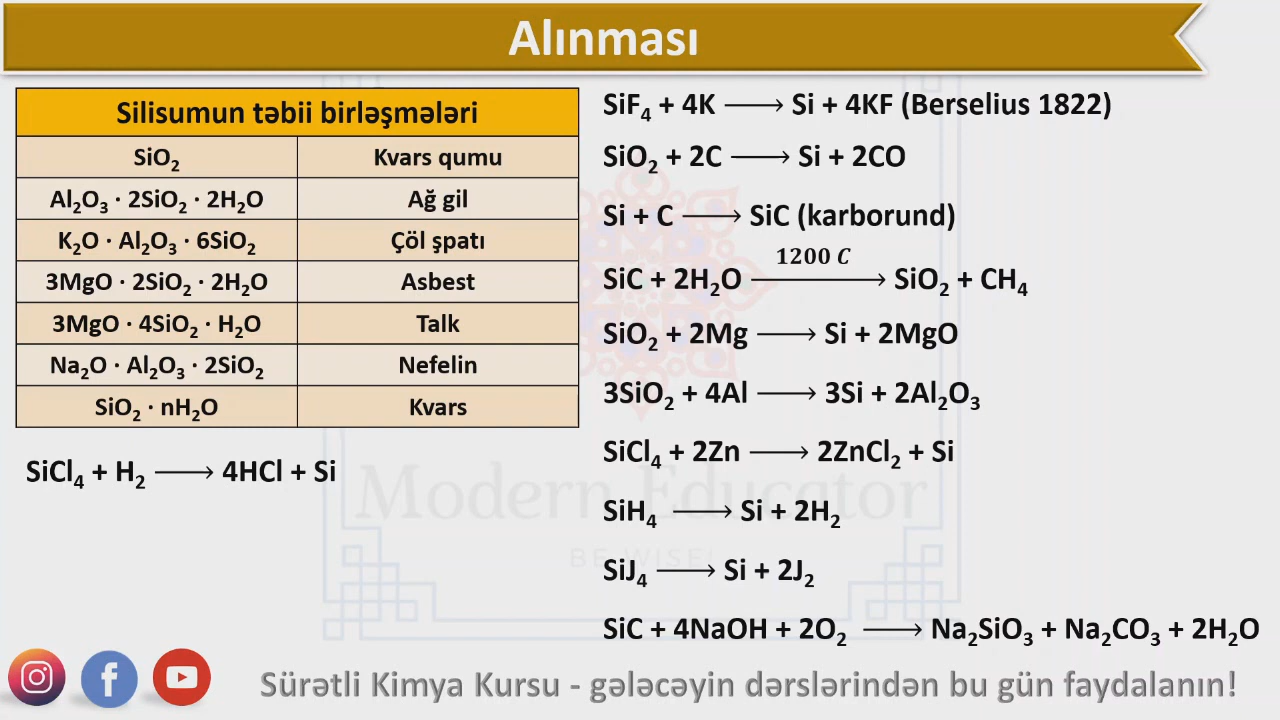 Alınması
Silisumun təbii birləşmələri
SiO₂ Kvars qumu
Al₂O₃ · 2SiO₂ · 2H₂O Ağ gil
K₂O · Al₂O₃ · 6SiO₂ Çöl şpatı
3MgO · 2SiO₂ · 2H₂O Asbest
3MgO · 4SiO₂ · H₂O Talk
Na₂O · Al₂O₃ · 2SiO₂ Nefelin
SiO₂ · nH₂O Kvars
SiCl₄ + H₂ ⟶ 4HCl + Si
SiF₄ + 4K ⟶ Si + 4KF (Berselius 1822)
SiO₂ + 2C ⟶ Si + 2CO
Si + C ⟶ SiC (karborund)
1200 C
SiC + 2H₂O ⟶ SiO₂ + CH₄
SiO₂ + 2Mg ⟶ Si + 2MgO
3SiO₂ + 4Al ⟶ 3Si + 2Al₂O₃
SiCl₄ + 2Zn ⟶ 2ZnCl₂ + Si
SiH₄ ⟶ Si + 2H₂
SiJ₄ ⟶ Si + 2J₂
SiC + 4NaOH + 2O₂ ⟶ Na₂SiO₃ + Na₂CO₃ + 2H₂O
Modern Educator
BE WISE!
Sürətli Kimya Kursu - gələcəyin dərslərindən bu gün faydalanın!